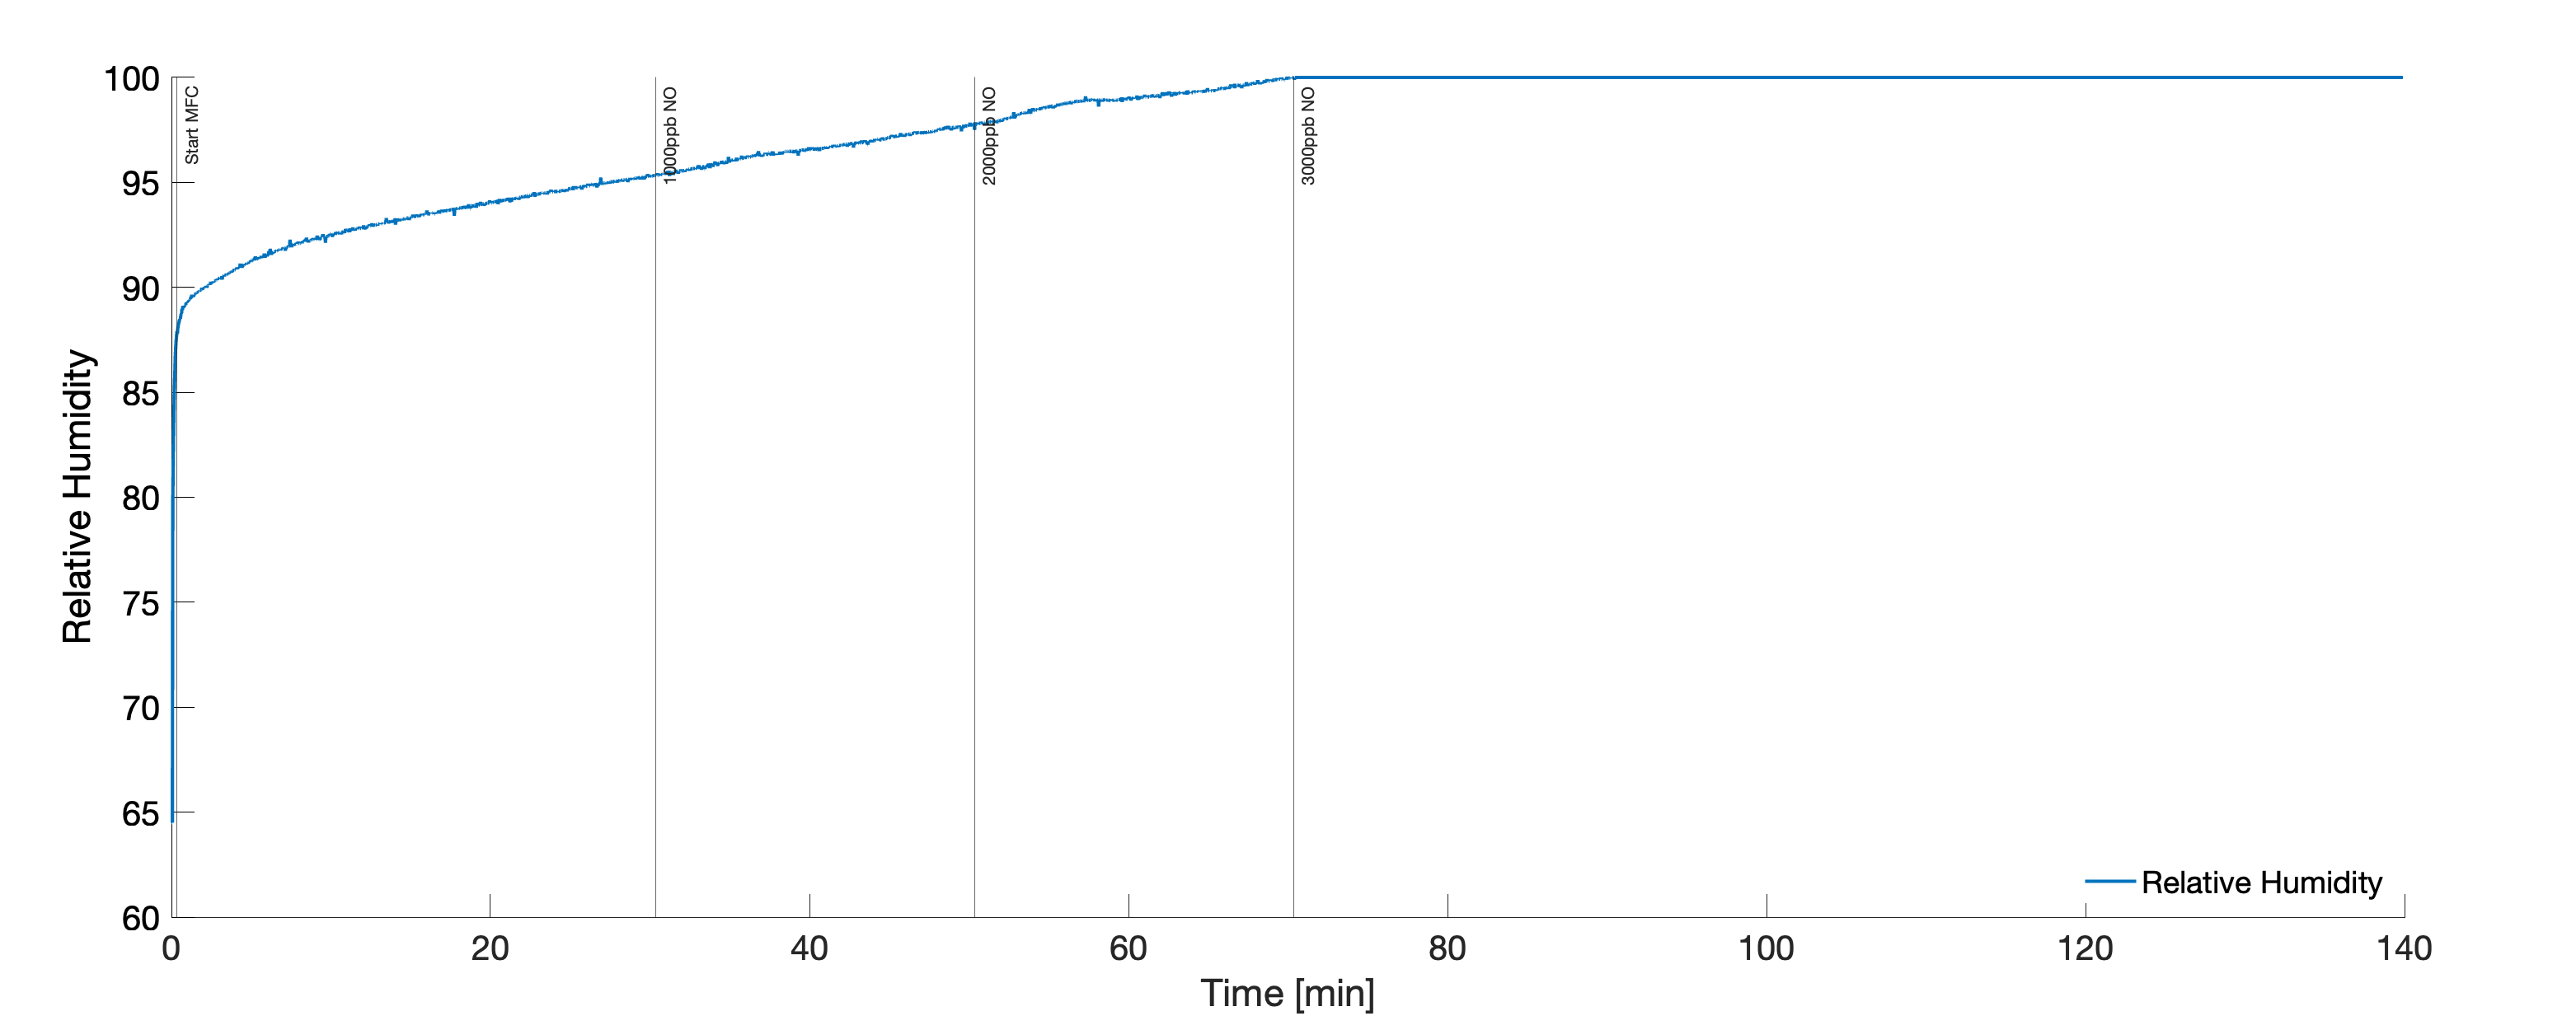 100
95
90
85
80
75
70
65
60
Relative Humidity
Start MFC
1000ppb NO
2000ppb NO
3000ppb NO
Relative Humidity
0 20 40 60 80 100 120 140
Time [min]